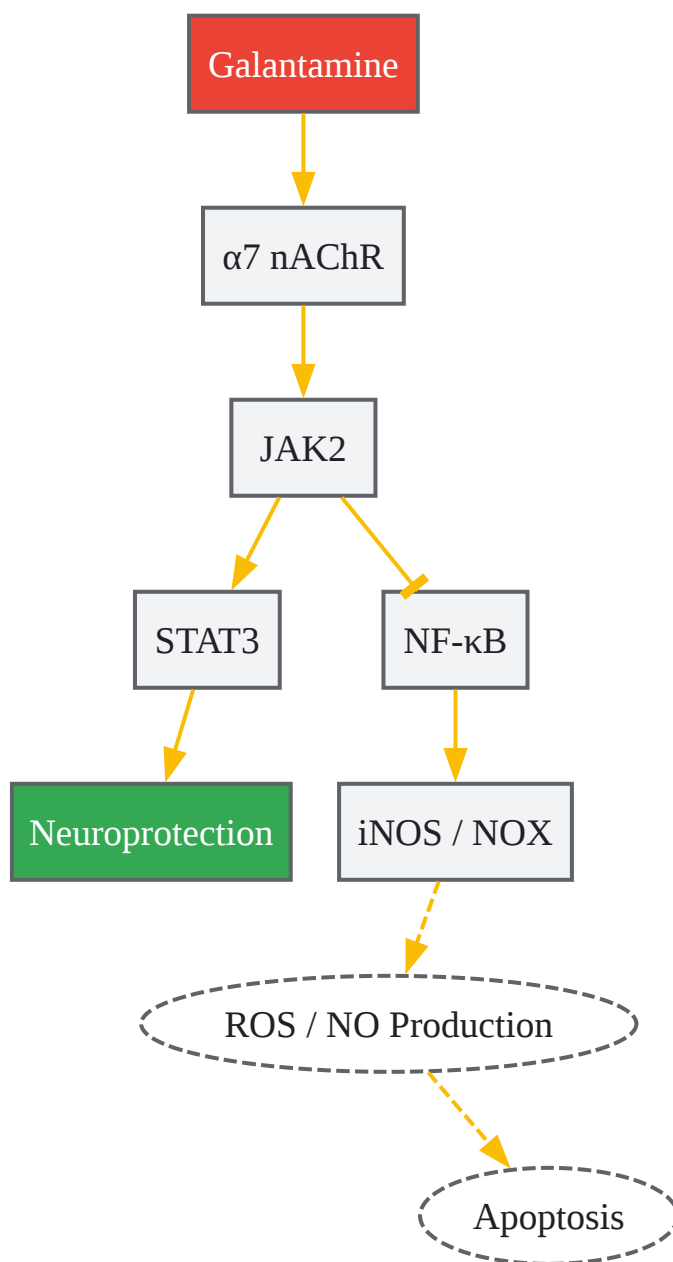 Galantamine
α7 nAChR
JAK2
STAT3
NF-κB
Neuroprotection
iNOS / NOX
ROS / NO Production
Apoptosis